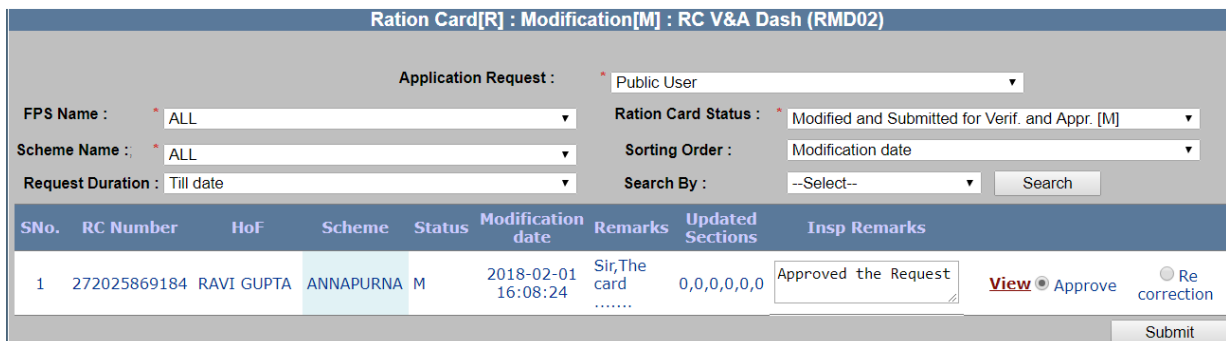 Ration Card[R] : Modification[M] : RC V&A Dash (RMD02)
Application Request : * Public User
FPS Name : * ALL Ration Card Status : * Modified and Submitted for Verif. and Appr. [M]
Scheme Name :; * ALL Sorting Order : Modification date
Request Duration : Till date Search By : --Select-- Search
SNo. RC Number HoF Scheme Status Modification date Remarks Updated Sections Insp Remarks
1 272025869184 RAVI GUPTA ANNAPURNA M 2018-02-01 16:08:24 Sir,The card ....... 0,0,0,0,0,0 Approved the Request View Approve Re correction
Submit